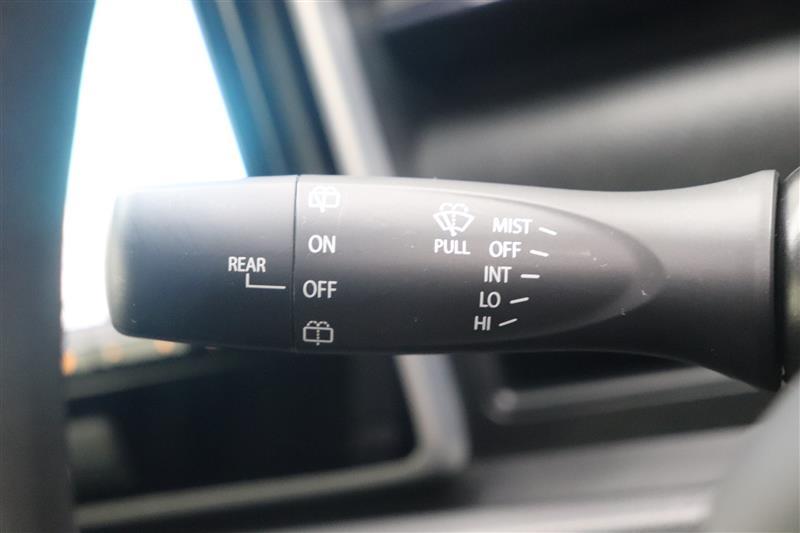 REAR
ON
OFF
PULL
MIST
OFF
INT
LO
HI